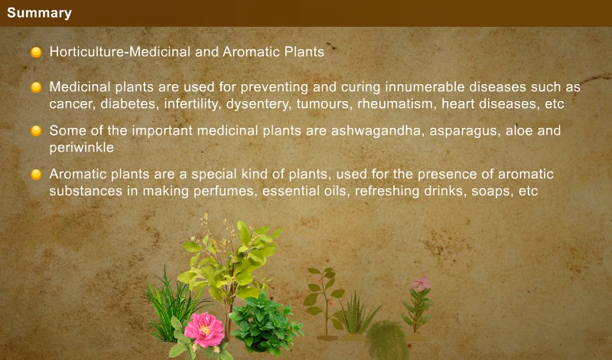 Summary
Horticulture-Medicinal and Aromatic Plants
Medicinal plants are used for preventing and curing innumerable diseases such as
cancer, diabetes, infertility, dysentery, tumours, rheumatism, heart diseases, etc
Some of the important medicinal plants are ashwagandha, asparagus, aloe and
periwinkle
Aromatic plants are a special kind of plants, used for the presence of aromatic
substances in making perfumes, essential oils, refreshing drinks, soaps, etc